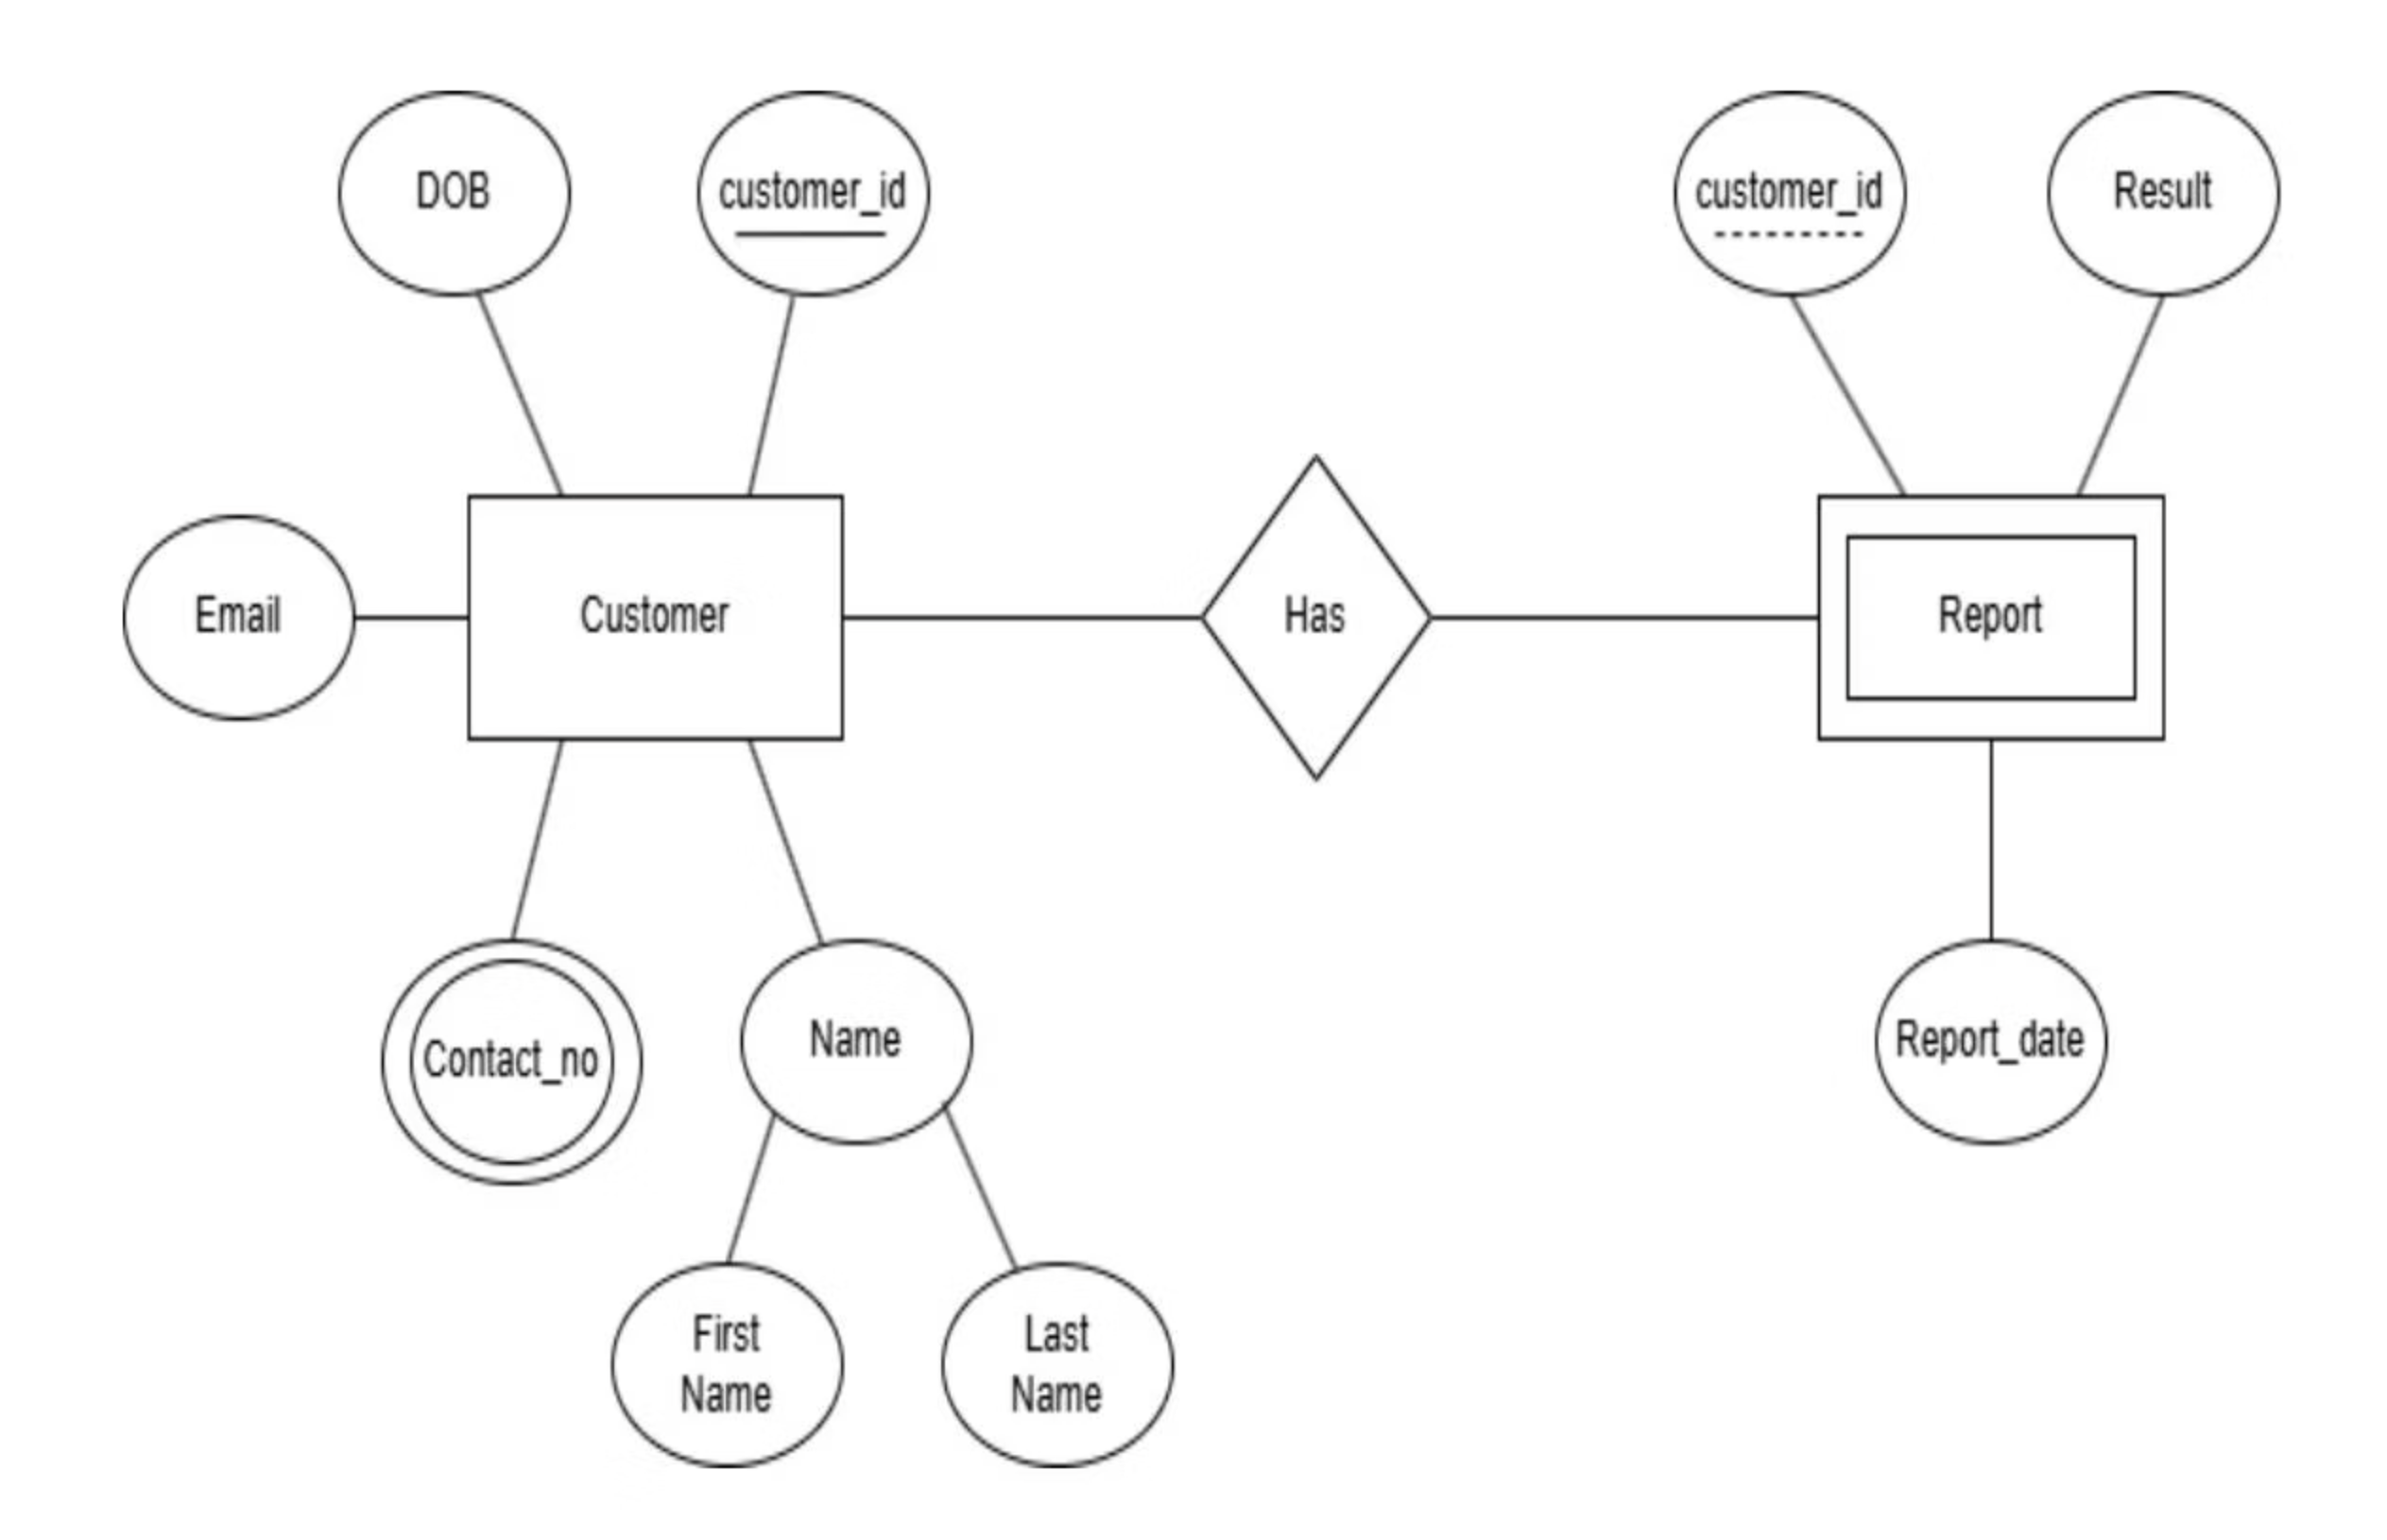 DOB
customer_id
customer_id
Result
Email
Customer
Has
Report
Contact_no
Name
Report_date
First
Name
Last
Name